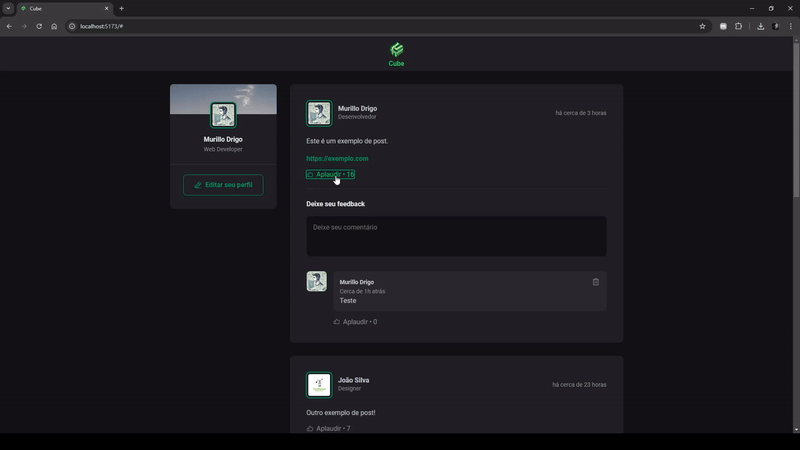 Cube
localhost:5173/#
Cube
Murillo Drigo
Web Developer
Editar seu perfil
Murillo Drigo
Desenvolvedor
há cerca de 3 horas
Este é um exemplo de post.
https://exemplo.com
Aplaudir • 16
Deixe seu feedback
Deixe seu comentário
Murillo Drigo
Cerca de 1h atrás
Teste
Aplaudir • 0
João Silva
Designer
há cerca de 23 horas
Outro exemplo de post!
Aplaudir • 7